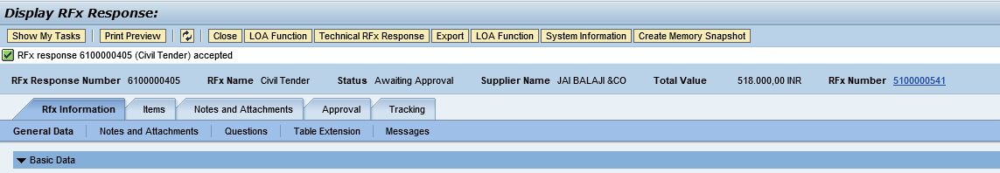 Display RFx Response:
Show My Tasks Print Preview Close LOA Function Technical RFx Response Export LOA Function System Information Create Memory Snapshot
RFx response 6100000405 (Civil Tender) accepted
RFx Response Number 6100000405 RFx Name Civil Tender Status Awaiting Approval Supplier Name JAI BALAJI &CO Total Value 518.000,00 INR RFx Number 5100000541
Rfx Information Items Notes and Attachments Approval Tracking
General Data Notes and Attachments Questions Table Extension Messages
Basic Data